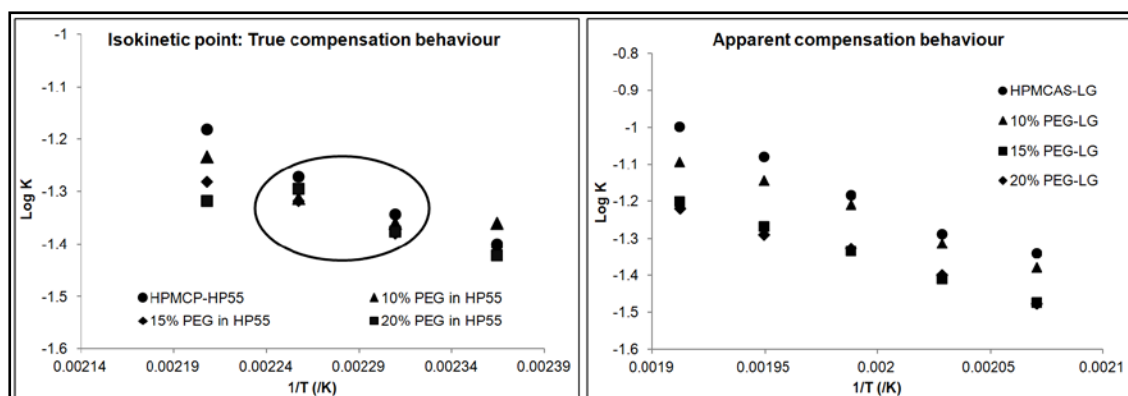 Isokinetic point: True compensation behaviour
-1
-1.1
-1.2
-1.3
-1.4
-1.5
-1.6
Log K
HPMCP-HP55
10% PEG in HP55
15% PEG in HP55
20% PEG in HP55
0.00214
0.00219
0.00224
0.00229
0.00234
0.00239
1/T (/K)
Apparent compensation behaviour
-0.8
-0.9
-1
-1.1
-1.2
-1.3
-1.4
-1.5
-1.6
Log K
HPMCAS-LG
10% PEG-LG
15% PEG-LG
20% PEG-LG
0.0019
0.00195
0.002
0.00205
0.0021
1/T (/K)